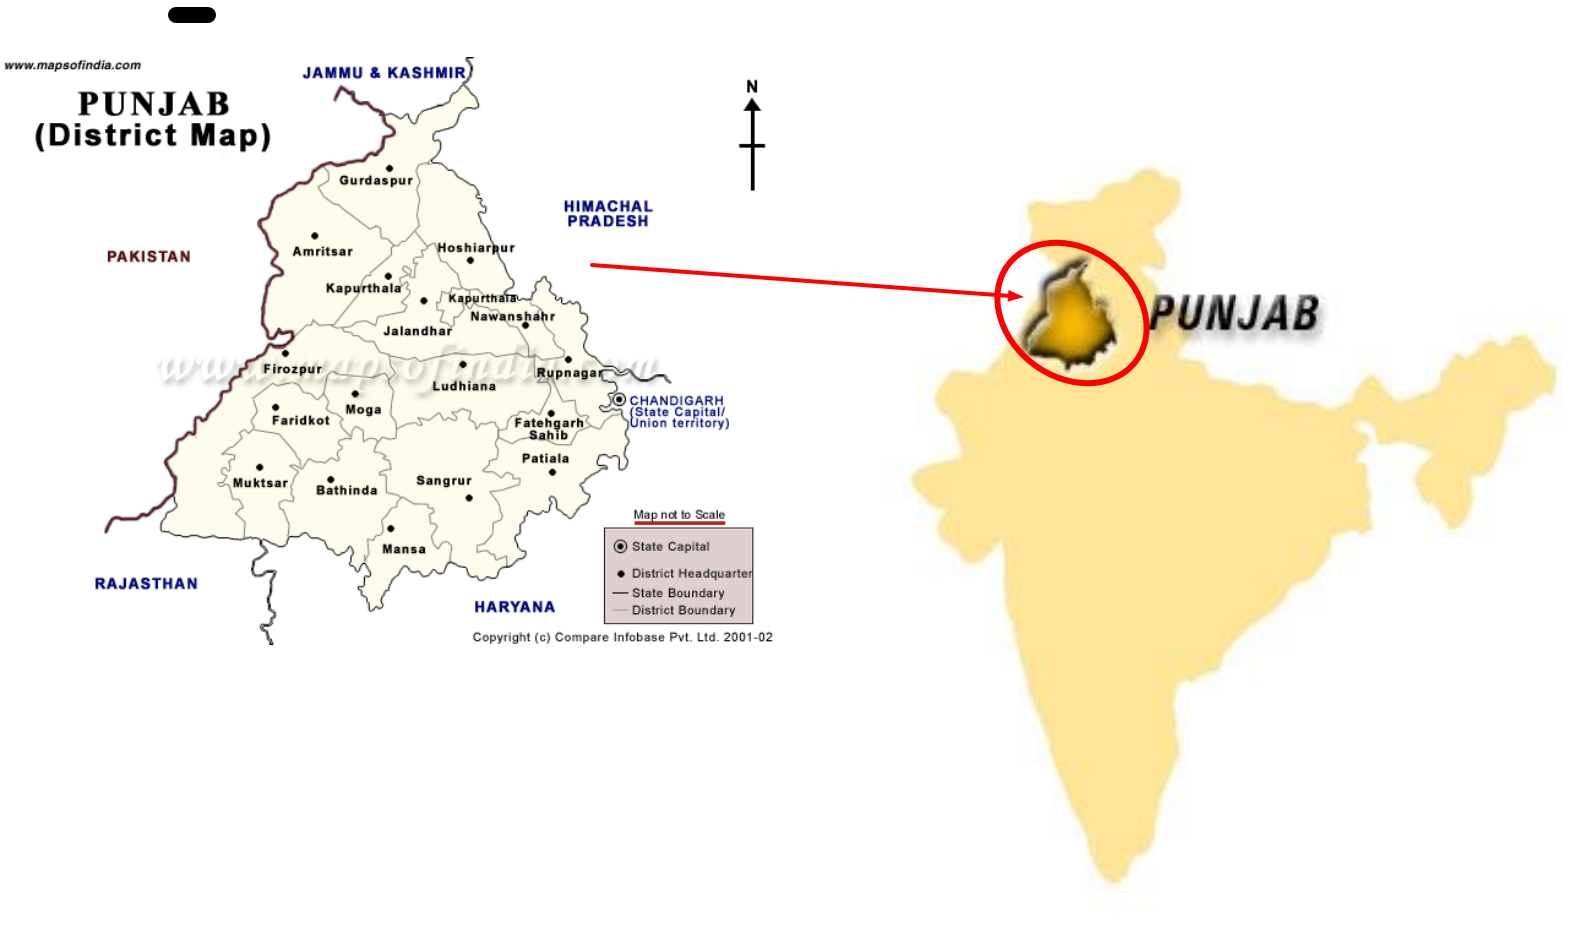 www.mapsofindia.com
PUNJAB
(District Map)
JAMMU & KASHMIR
N
HIMACHAL
PRADESH
PAKISTAN
Gurdaspur
Amritsar
Hoshiarpur
Kapurthala
Kapurthala
Nawanshahr
Jalandhar
www.mapsofindia.com
Firozpur
Ludhiana
Rupnagar
Moga
Faridkot
Fatehgarh
Sahib
CHANDIGARH
(State Capital/
Union territory)
Patiala
Muktsar
Bathinda
Sangrur
Mansa
RAJASTHAN
HARYANA
Map not to Scale
State Capital
District Headquarter
State Boundary
District Boundary
Copyright (c) Compare Infobase Pvt. Ltd. 2001-02
PUNJAB